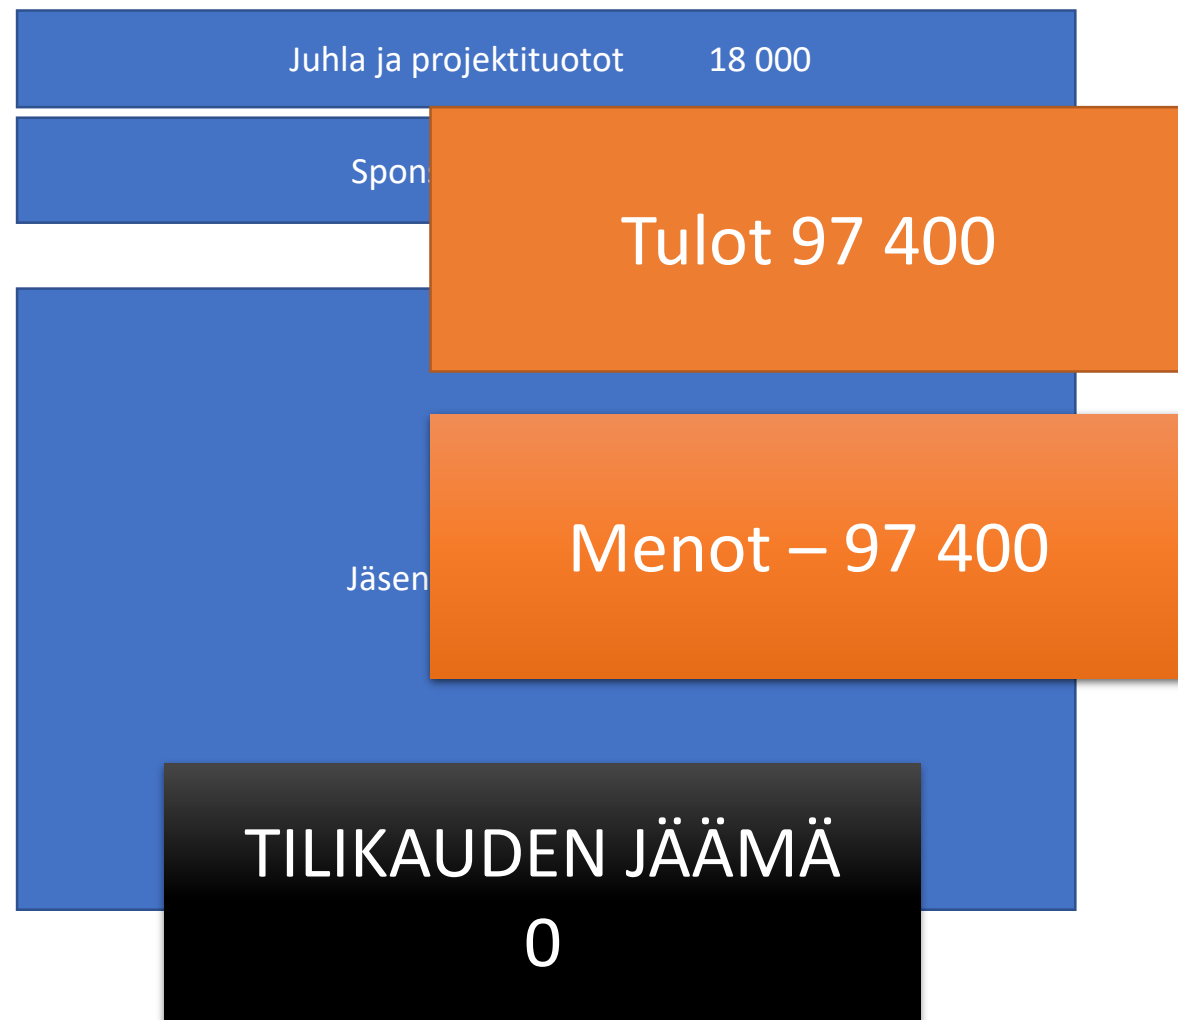 Juhla ja projektituotot 18 000
Tulot 97 400
Menot – 97 400
TILIKAUDEN JÄÄMÄ
0